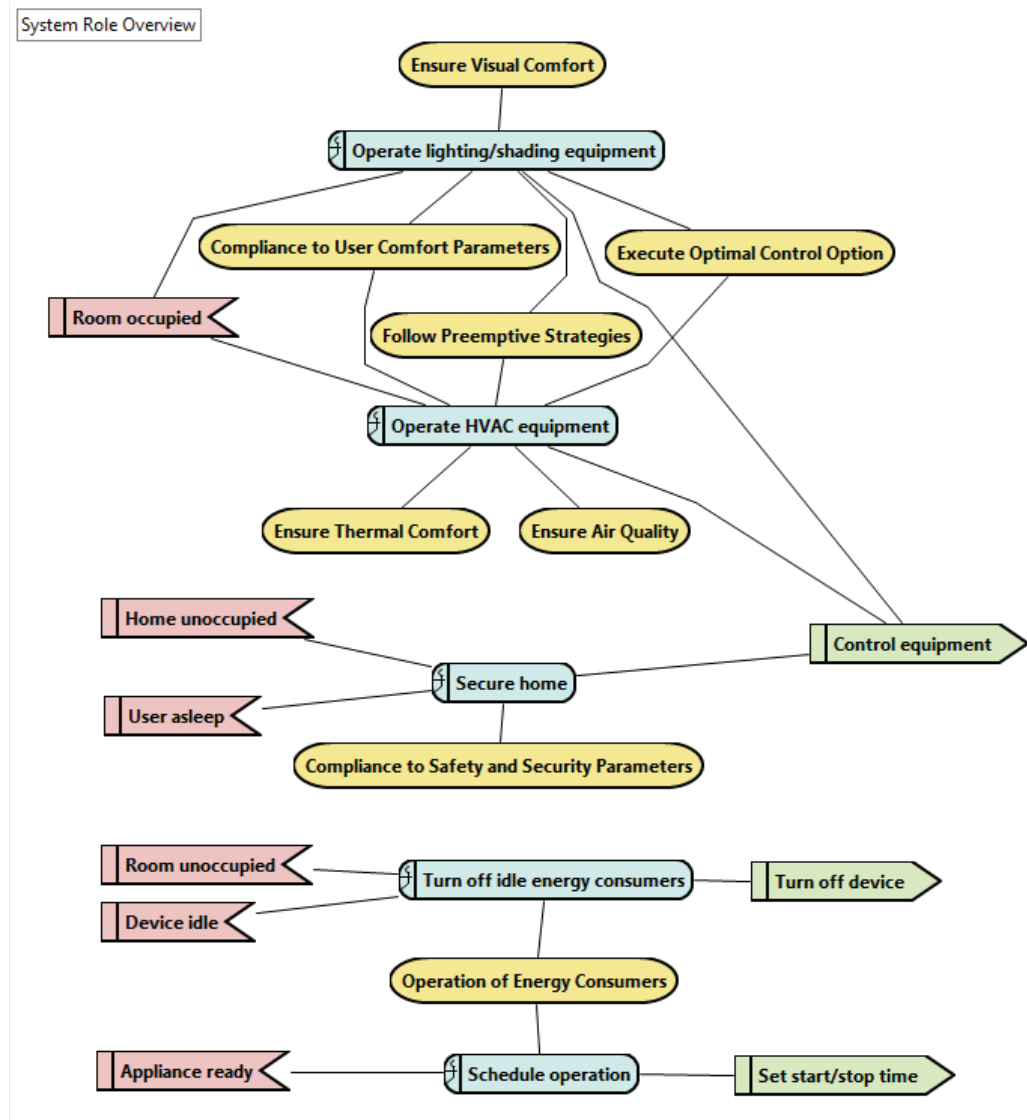 System Role Overview
Ensure Visual Comfort
Operate lighting/shading equipment
Compliance to User Comfort Parameters
Execute Optimal Control Option
Room occupied
Follow Preemptive Strategies
Operate HVAC equipment
Ensure Thermal Comfort
Ensure Air Quality
Home unoccupied
Control equipment
Secure home
User asleep
Compliance to Safety and Security Parameters
Room unoccupied
Turn off idle energy consumers
Turn off device
Device idle
Operation of Energy Consumers
Appliance ready
Schedule operation
Set start/stop time